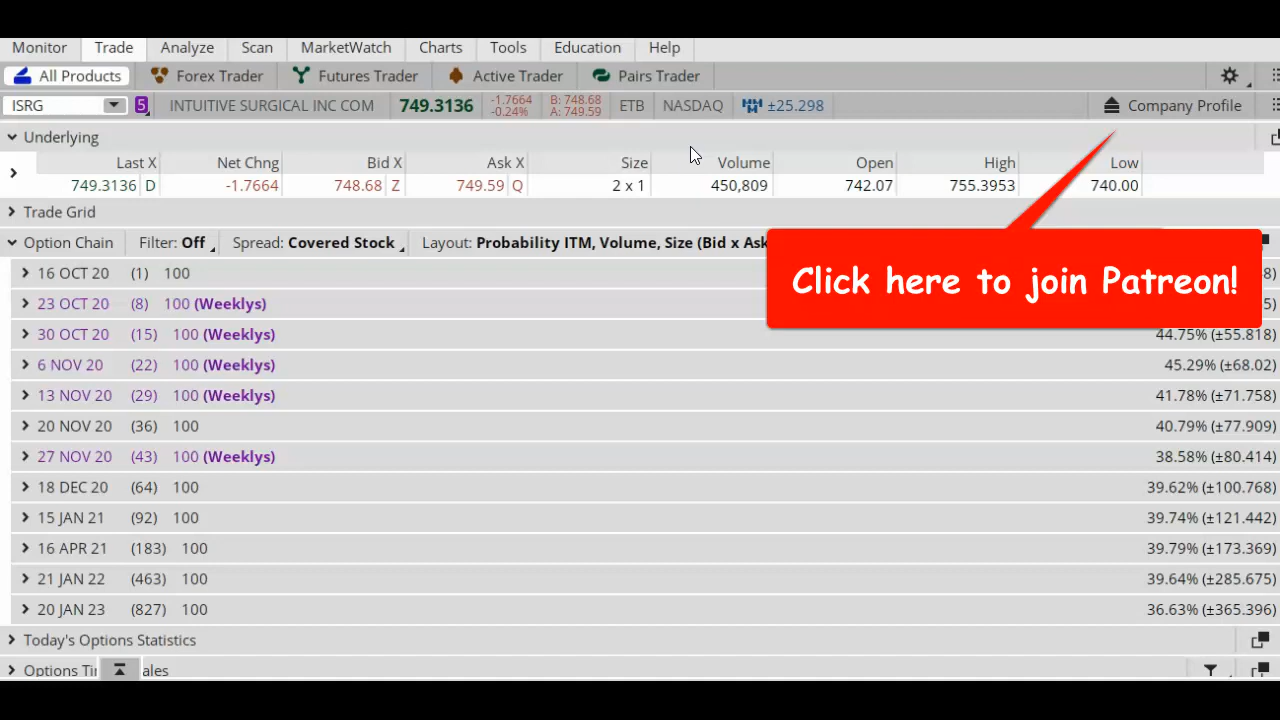 Monitor Trade Analyze Scan MarketWatch Charts Tools Education Help
All Products Forex Trader Futures Trader Active Trader Pairs Trader
ISRG 5 INTUITIVE SURGICAL INC COM 749.3136 -1.7664 -0.24% B: 748.68 A: 749.59 ETB NASDAQ ±25.298 Company Profile
Underlying
Last X Net Chng Bid X Ask X Size Volume Open High Low
749.3136 D -1.7664 748.68 Z 749.59 Q 2 x 1 450,809 742.07 755.3953 740.00
Trade Grid
Option Chain Filter: Off Spread: Covered Stock Layout: Probability ITM, Volume, Size (Bid x Ask
Click here to join Patreon!
16 OCT 20 (1) 100 8)
23 OCT 20 (8) 100 (Weeklys) 5)
30 OCT 20 (15) 100 (Weeklys) 44.75% (±55.818)
6 NOV 20 (22) 100 (Weeklys) 45.29% (±68.02)
13 NOV 20 (29) 100 (Weeklys) 41.78% (±71.758)
20 NOV 20 (36) 100 40.79% (±77.909)
27 NOV 20 (43) 100 (Weeklys) 38.58% (±80.414)
18 DEC 20 (64) 100 39.62% (±100.768)
15 JAN 21 (92) 100 39.74% (±121.442)
16 APR 21 (183) 100 39.79% (±173.369)
21 JAN 22 (463) 100 39.64% (±285.675)
20 JAN 23 (827) 100 36.63% (±365.396)
Today's Options Statistics
Options Ti ales